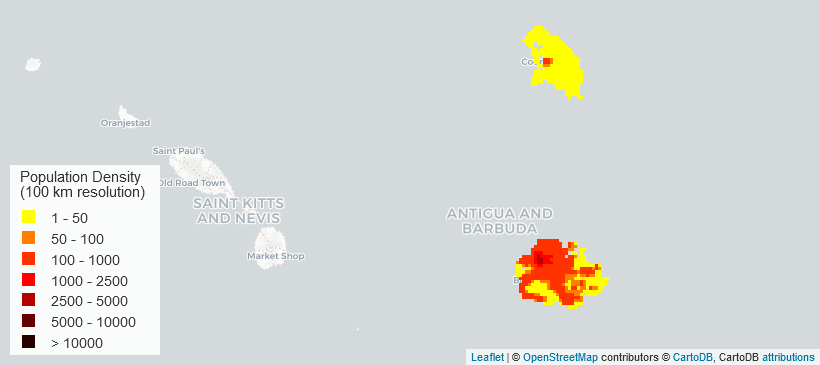 Oranjestad
Saint Paul's
Old Road Town
SAINT KITTS
AND NEVIS
Market Shop
ANTIGUA AND
BARBUDA
Population Density
(100 km resolution)
1 - 50
50 - 100
100 - 1000
1000 - 2500
2500 - 5000
5000 - 10000
> 10000
Leaflet | © OpenStreetMap contributors © CartoDB, CartoDB attributions